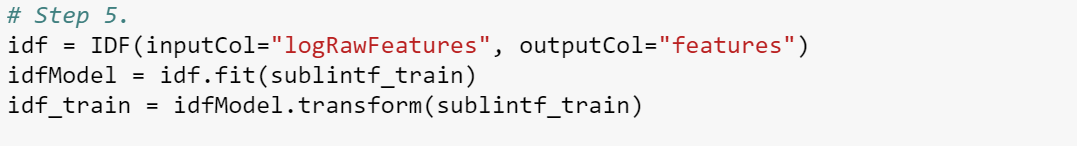 # Step 5.
idf = IDF(inputCol="logRawFeatures", outputCol="features")
idfModel = idf.fit(sublintf_train)
idf_train = idfModel.transform(sublintf_train)